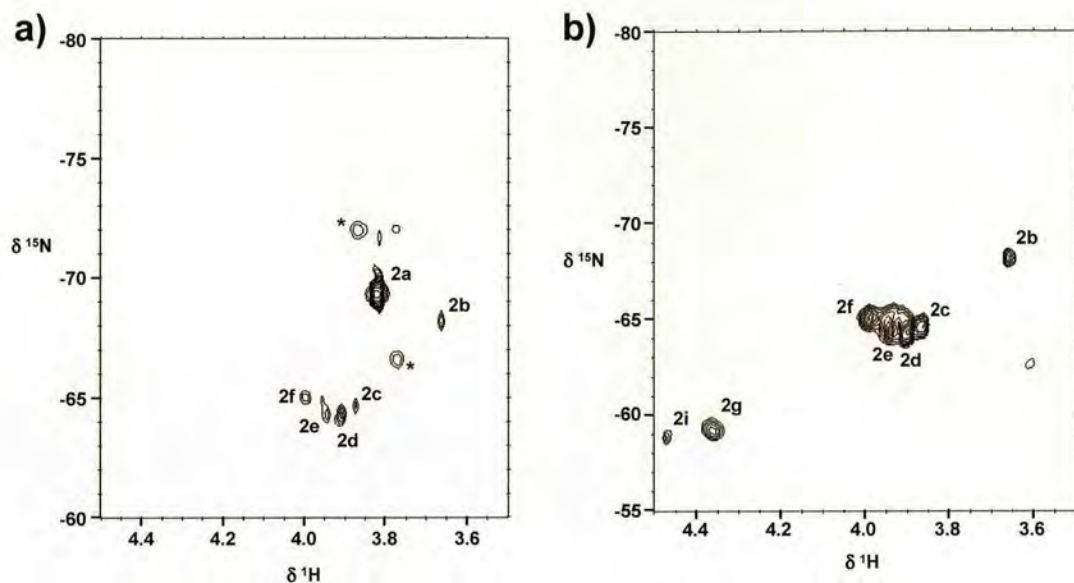 a)
-80
-75
-70
-65
-60
δ ¹⁵N
*
2a
2b
*
2f
2c
2e
2d
4.4
4.2
4.0
3.8
3.6
δ ¹H
b)
-80
-75
-70
-65
-60
-55
δ ¹⁵N
2b
2f
2c
2e
2d
2i
2g
4.4
4.2
4.0
3.8
3.6
δ ¹H